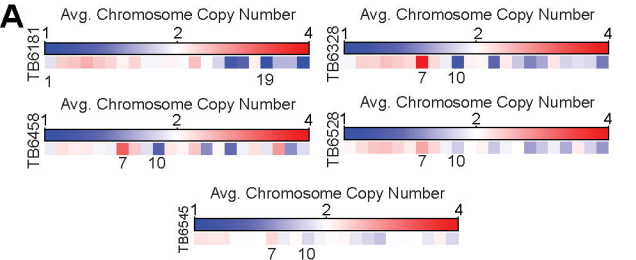 A
Avg. Chromosome Copy Number
1 2 4
TB6181
1 19
Avg. Chromosome Copy Number
1 2 4
TB6328
7 10
Avg. Chromosome Copy Number
1 2 4
TB6458
7 10
Avg. Chromosome Copy Number
1 2 4
TB6528
7 10
Avg. Chromosome Copy Number
1 2 4
TB6545
7 10